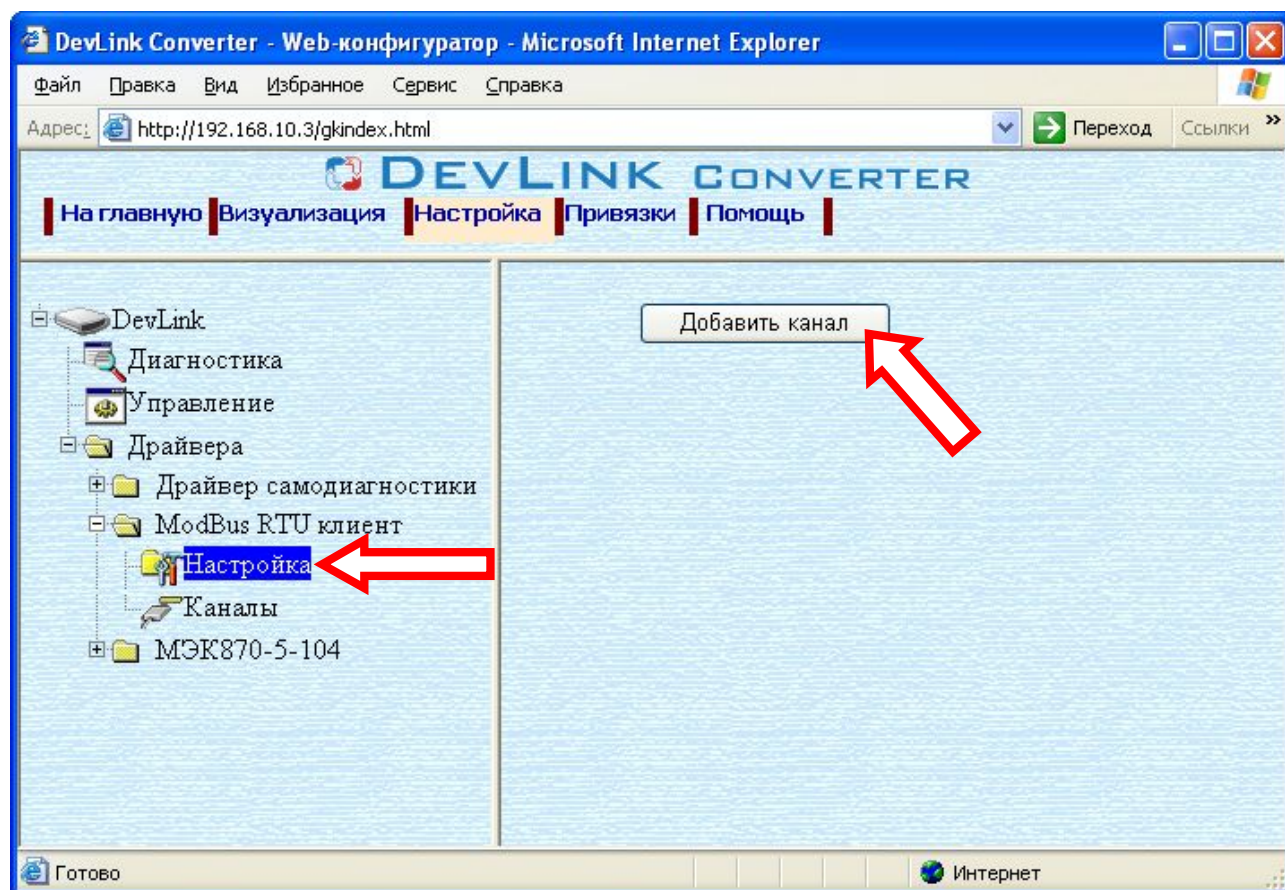 DevLink Converter - Web-конфигуратор - Microsoft Internet Explorer
Файл Правка Вид Избранное Сервис Справка
Адрес: http://192.168.10.3/gkindex.html Переход Ссылки »
DEVLINK CONVERTER
На главную Визуализация Настройка Привязки Помощь
DevLink
Добавить канал
Диагностика
Управление
Драйвера
Драйвер самодиагностики
ModBus RTU клиент
Настройка
Каналы
МЭК870-5-104
Готово Интернет